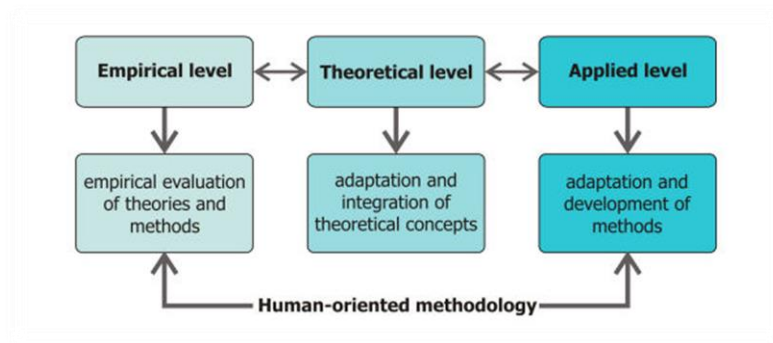 Empirical level
Theoretical level
Applied level
empirical evaluation
of theories and
methods
adaptation and
integration of
theoretical concepts
adaptation and
development of
methods
Human-oriented methodology